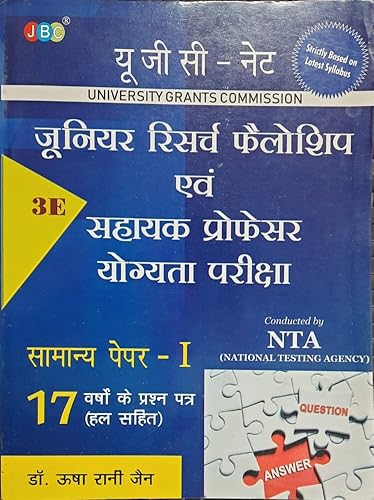 JBC®
यू जी सी - नेट
Strictly Based on
Latest Syllabus
UNIVERSITY GRANTS COMMISSION
जूनियर रिसर्च फैलोशिप
एवं
3E
सहायक प्रोफेसर
योग्यता परीक्षा
Conducted by
NTA
(NATIONAL TESTING AGENCY)
सामान्य पेपर - I
17 वर्षो के प्रश्न पत्र
(हल सहित)
QUESTION
ANSWER
डॉ. ऊषा रानी जैन